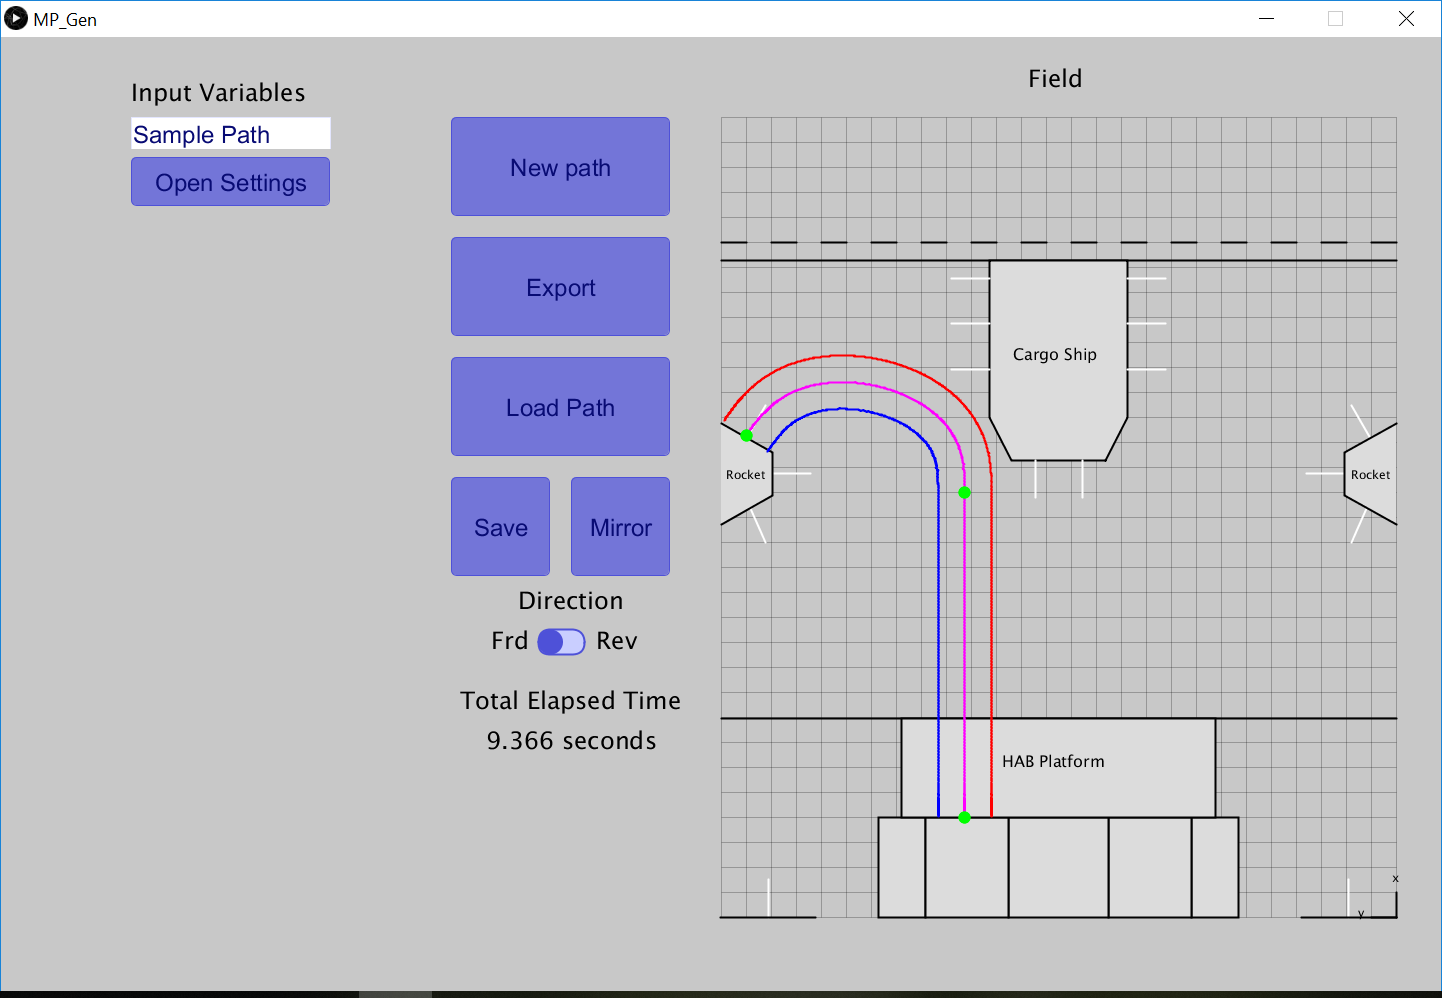 MP_Gen
Input Variables
Sample Path
Open Settings
New path
Export
Load Path
Save
Mirror
Direction
Frd
Rev
Total Elapsed Time
9.366 seconds
Field
Cargo Ship
Rocket
Rocket
HAB Platform
x
y